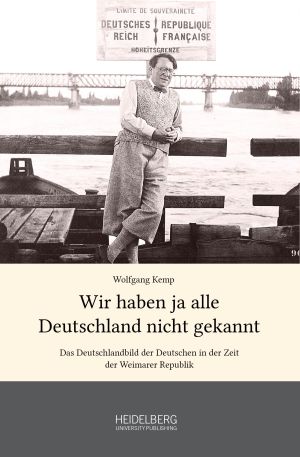 LIMITE DE SOUVERAINETÉ
DEUTSCHES REPUBLIQUE
REICH FRANÇAISE
HOHEITSGRENZE
Wolfgang Kemp
Wir haben ja alle
Deutschland nicht gekannt
Das Deutschlandbild der Deutschen in der Zeit
der Weimarer Republik
HEIDELBERG
UNIVERSITY PUBLISHING